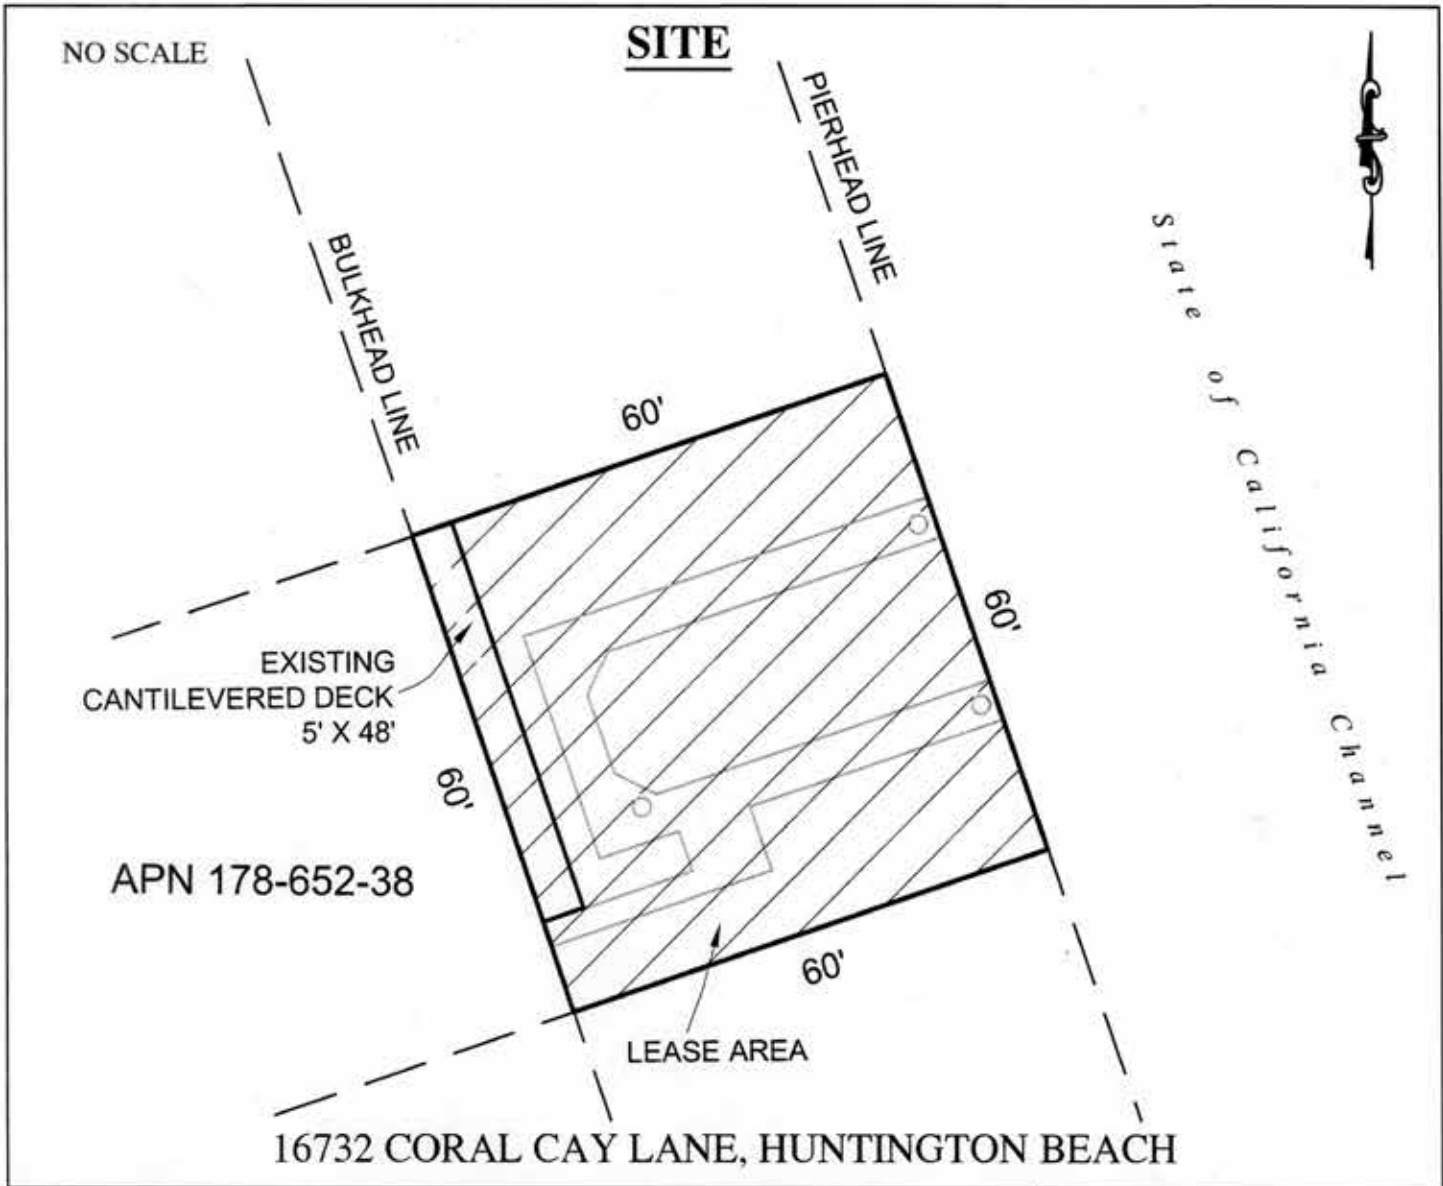 NO SCALE
SITE
PIERHEAD LINE
BULKHEAD LINE
State of California Channel
60'
60'
EXISTING
CANTILEVERED DECK
5' X 48'
60'
APN 178-652-38
60'
LEASE AREA
16732 CORAL CAY LANE, HUNTINGTON BEACH